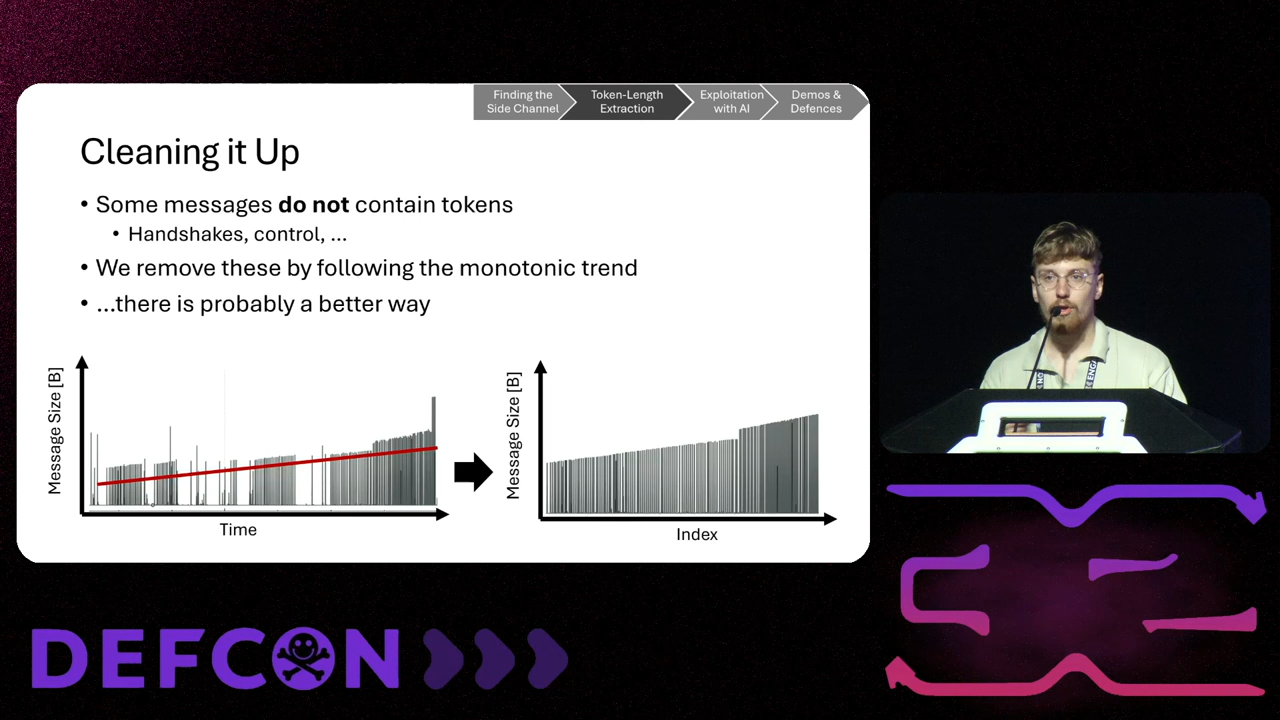 Finding the
Side Channel
Token-Length
Extraction
Exploitation
with AI
Demos &
Defences
Cleaning it Up
• Some messages do not contain tokens
• Handshakes, control, ...
• We remove these by following the monotonic trend
• ...there is probably a better way
Message Size [B]
Time
Message Size [B]
Index
DEFCON